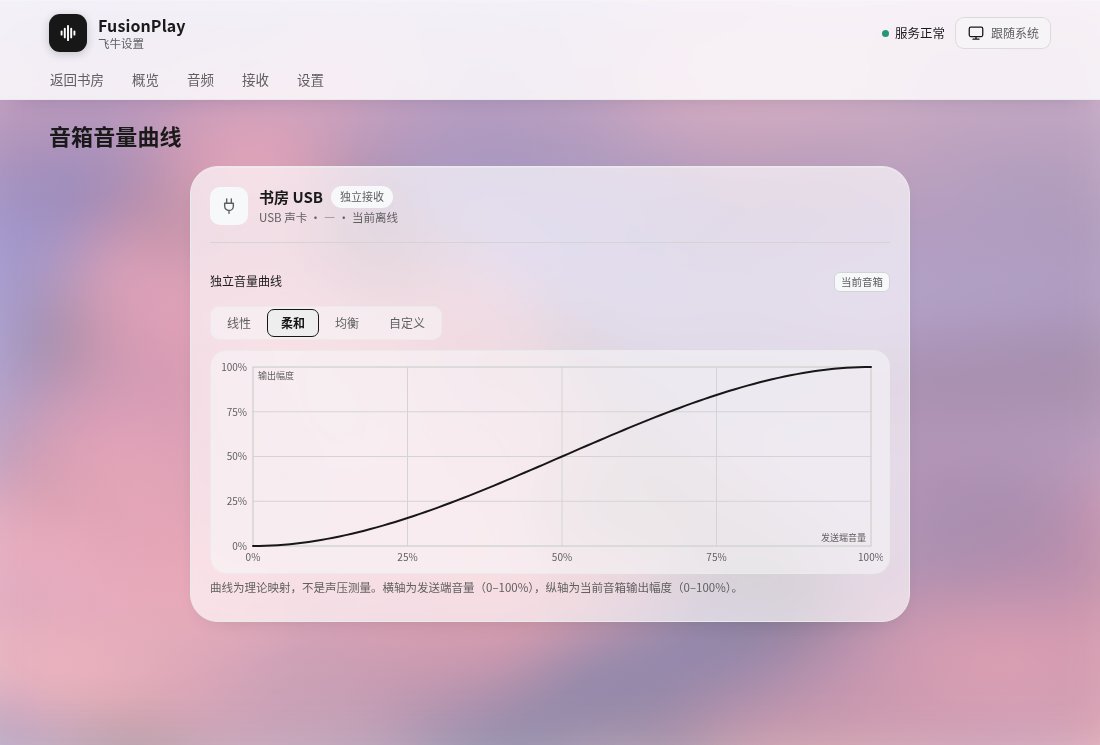 FusionPlay
飞牛设置
服务正常
跟随系统
返回书房 概览 音频 接收 设置
音箱音量曲线
书房 USB 独立接收
USB 声卡 · — · 当前离线
独立音量曲线
当前音箱
线性 柔和 均衡 自定义
100%
输出幅度
75%
50%
25%
0%
发送端音量
0% 25% 50% 75% 100%
曲线为理论映射，不是声压测量。横轴为发送端音量（0–100%），纵轴为当前音箱输出幅度（0–100%）。